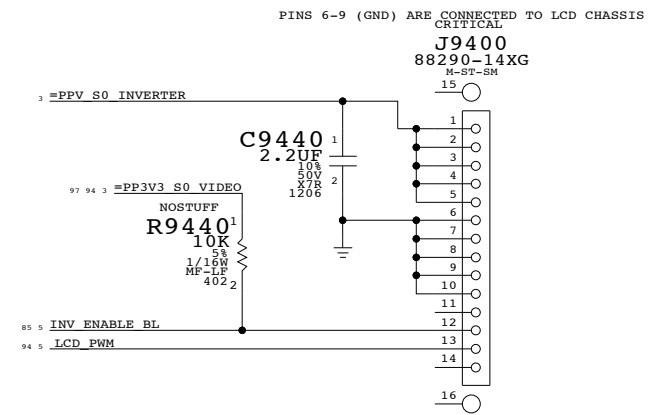 PINS 6-9 (GND) ARE CONNECTED TO LCD CHASSIS
CRITICAL
J9400
88290-14XG
M-ST-SM
15
3 =PPV_S0_INVERTER
1
2
3
4
5
6
7
8
9
10
11
12
13
14
16
C9440 1
2.2UF
10%
50V
X7R 2
1206
97 94 3 =PP3V3_S0_VIDEO
NOSTUFF
R9440 1
10K
5%
1/16W
MF-LF
402 2
85 5 INV_ENABLE_BL
94 5 LCD_PWM